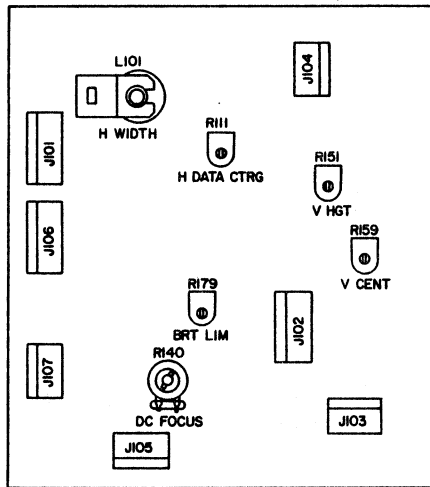 L101
H WIDTH
J104
R111
H DATA CTRG
J101
R151
V HGT
J106
R159
V CENT
R179
BRT LIM
J102
R140
DC FOCUS
J107
J103
J105